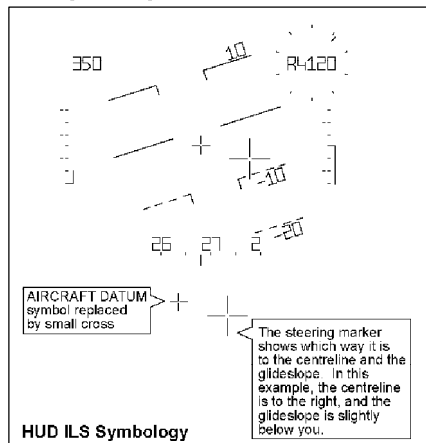 350
10
R4120
-10
-20
26 27 2
AIRCRAFT DATUM
symbol replaced
by small cross
The steering marker
shows which way it is
to the centreline and the
glideslope. In this
example, the centreline
is to the right, and the
glideslope is slightly
below you.
HUD ILS Symbology